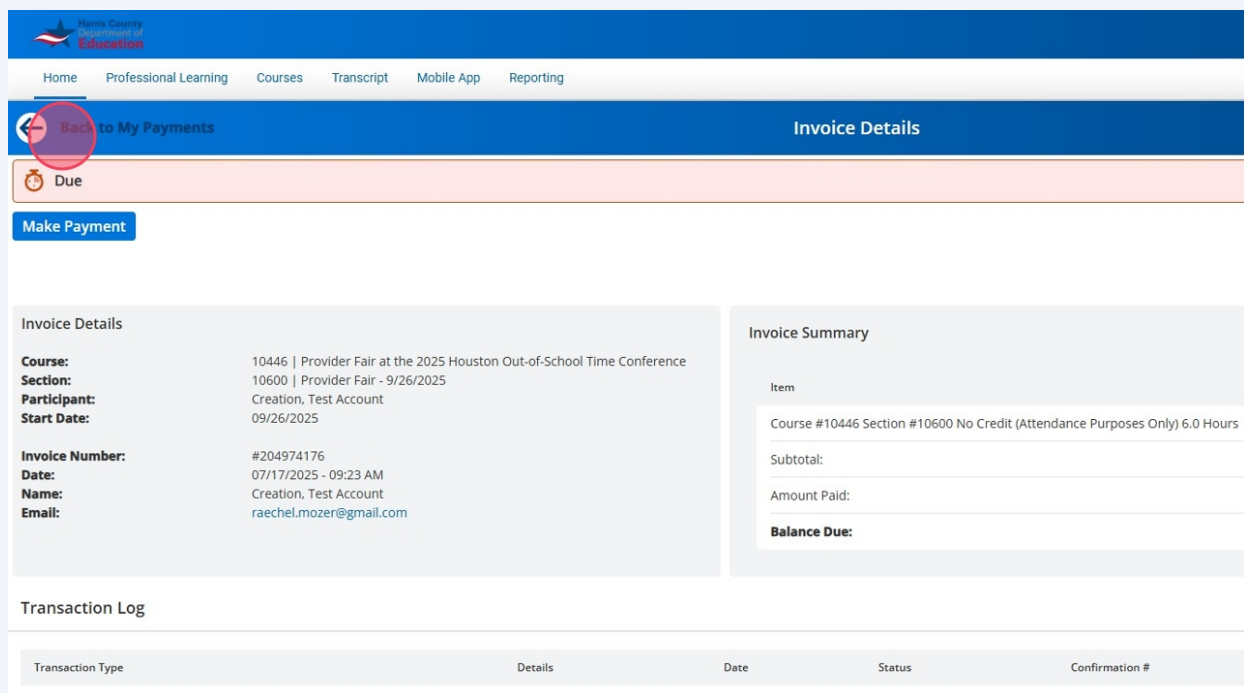 Harris County
Department of
Education
Home Professional Learning Courses Transcript Mobile App Reporting
Back to My Payments
Invoice Details
Due
Make Payment
Invoice Details
Course: 10446 | Provider Fair at the 2025 Houston Out-of-School Time Conference
Section: 10600 | Provider Fair - 9/26/2025
Participant: Creation, Test Account
Start Date: 09/26/2025
Invoice Number: #204974176
Date: 07/17/2025 - 09:23 AM
Name: Creation, Test Account
Email: raechel.mozer@gmail.com
Invoice Summary
Item
Course #10446 Section #10600 No Credit (Attendance Purposes Only) 6.0 Hours
Subtotal:
Amount Paid:
Balance Due:
Transaction Log
Transaction Type Details Date Status Confirmation #